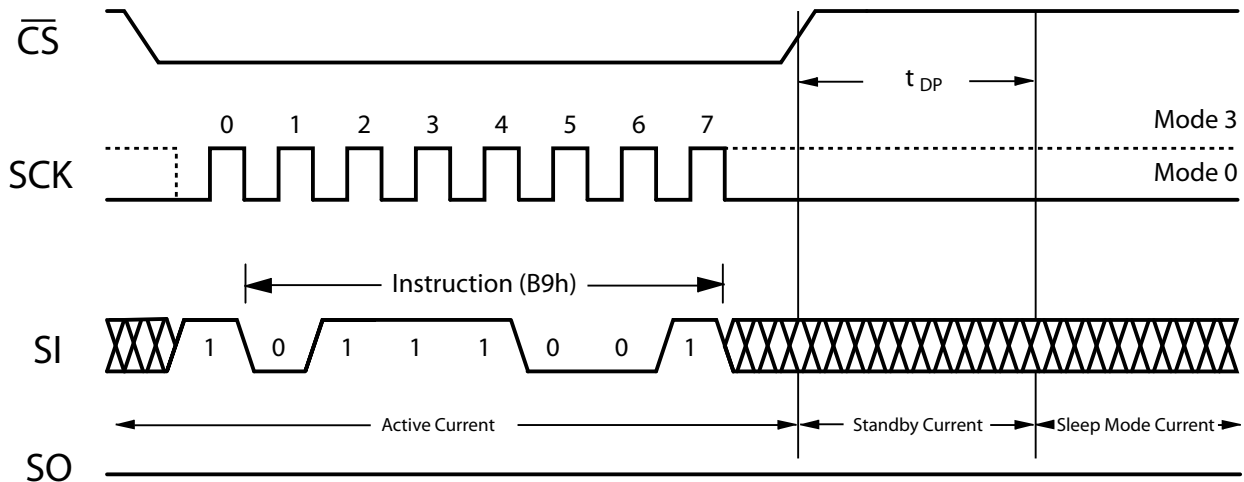 CS
t DP
0 1 2 3 4 5 6 7
Mode 3
SCK
Mode 0
Instruction (B9h)
SI
1 0 1 1 1 0 0 1
Active Current
Standby Current
Sleep Mode Current
SO